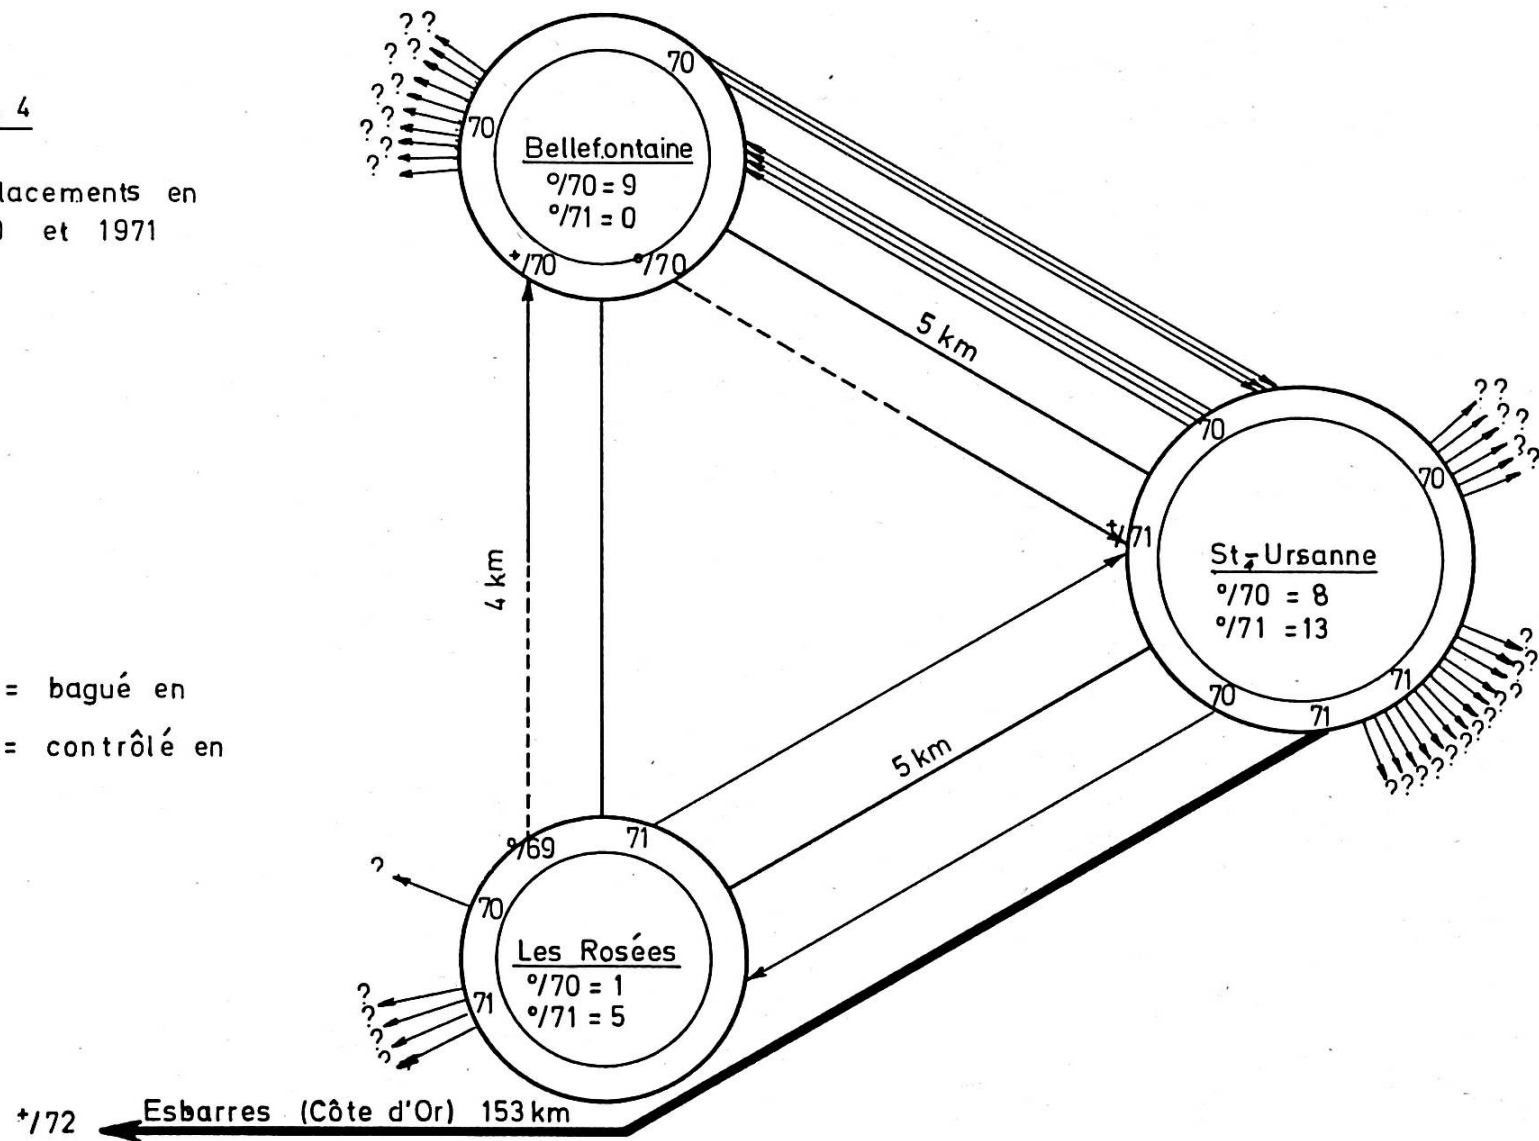 4
lacements en
et 1971
= bagué en
= contrôlé en
??
??
??
??
?
70
70
Bellefontaine
°/70 = 9
°/71 = 0
+/70
°/70
5 km
4 km
5 km
70
70
+/71
St-Ursanne
°/70 = 8
°/71 = 13
70
71
71
??
??
?
?
?
??
??
??
?
?????????
°/69
71
?
70
Les Rosées
°/70 = 1
°/71 = 5
71
?
?
?
?
+/72
Esbarres (Côte d'Or) 153 km